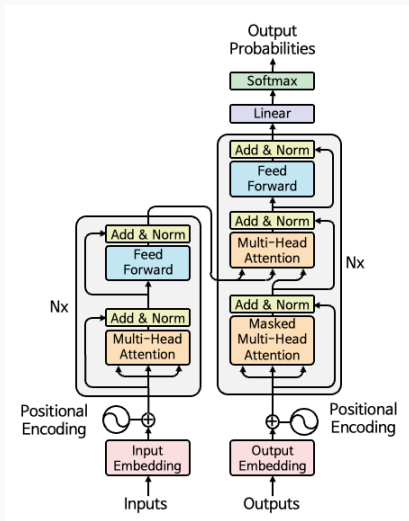 Output
Probabilities
Softmax
Linear
Add & Norm
Feed
Forward
Add & Norm
Multi-Head
Attention
Nx
Add & Norm
Masked
Multi-Head
Attention
Add & Norm
Feed
Forward
Nx
Add & Norm
Multi-Head
Attention
Positional
Encoding
Positional
Encoding
Input
Embedding
Output
Embedding
Inputs
Outputs